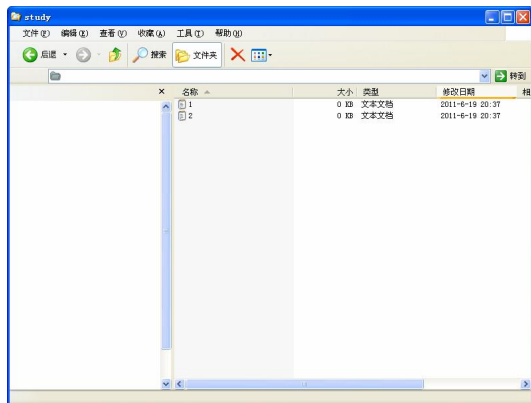 study
文件(F) 编辑(E) 查看(V) 收藏(A) 工具(T) 帮助(H)
后退 搜索 文件夹
转到
名称 大小 类型 修改日期 相
1 0 KB 文本文档 2011-6-19 20:37
2 0 KB 文本文档 2011-6-19 20:37